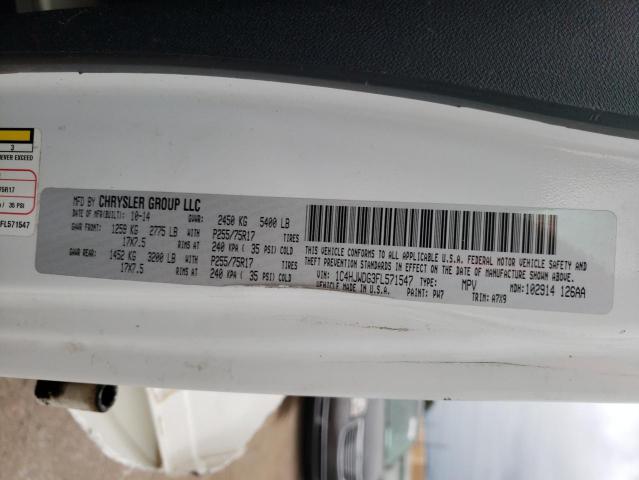 3
NEVER EXCEED
75R17
35 PSI
FL571547
MFD BY CHRYSLER GROUP LLC
DATE OF MFR(BUILT): 10-14 GVWR: 2450 KG 5400 LB
GAWR FRONT: 1259 KG 2775 LB P255/75R17 TIRES
17X7.5 RIMS AT 240 KPA ( 35 PSI) COLD
GAWR REAR: 1452 KG 3200 LB P255/75R17 TIRES
17X7.5 RIMS AT 240 KPA ( 35 PSI) COLD
THIS VEHICLE CONFORMS TO ALL APPLICABLE U.S.A. FEDERAL MOTOR VEHICLE SAFETY AND
THEFT PREVENTION STANDARDS IN EFFECT ON THE DATE OF MANUFACTURE SHOWN ABOVE.
VIN: 1C4HJWDG3FL571547 TYPE: MPV MDH: 102914 126AA
VEHICLE MADE IN U.S.A. PAINT: PW7 TRIM: A7X9